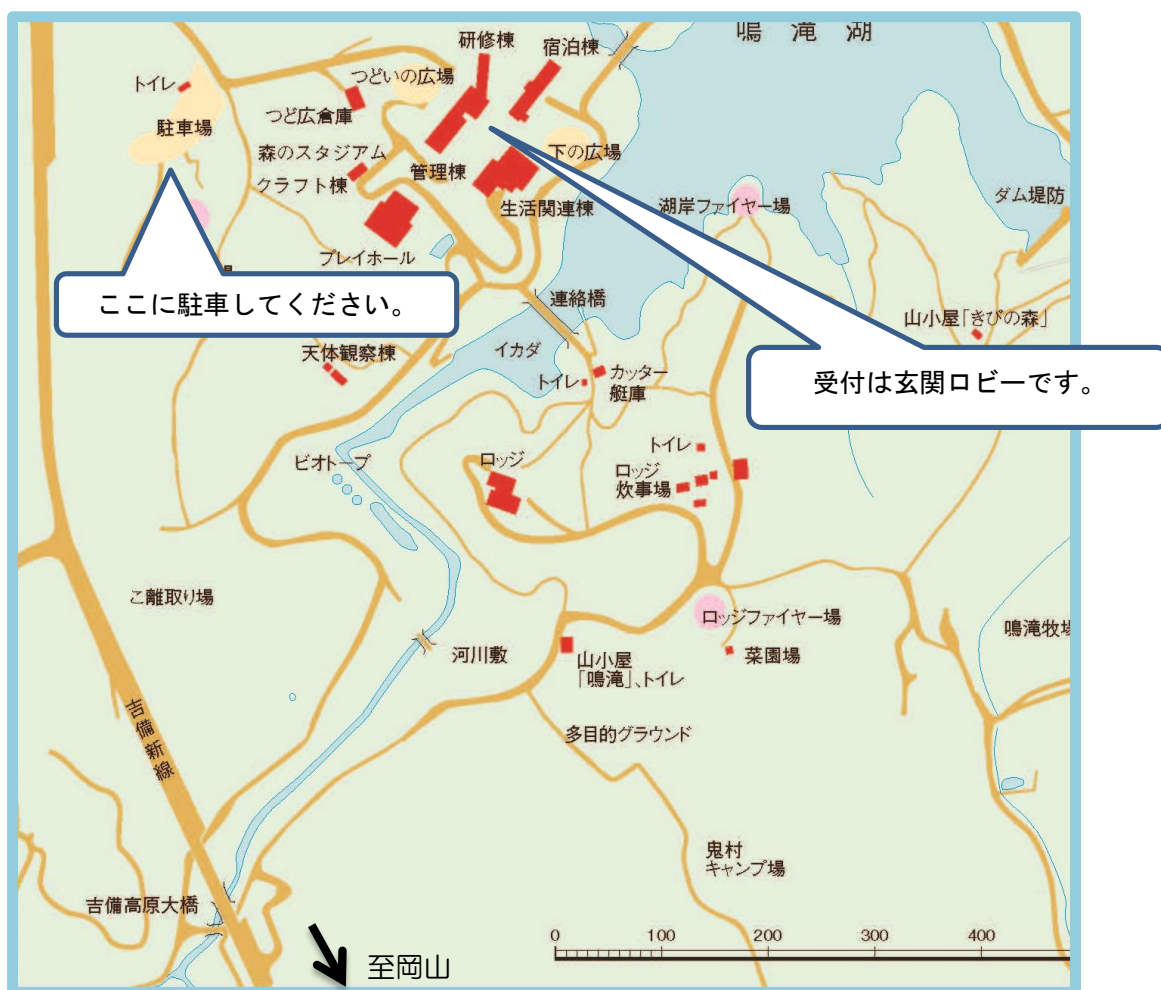 鳴滝湖
研修棟
宿泊棟
つどいの広場
トイレ
つど広倉庫
駐車場
森のスタジアム
クラフト棟
管理棟
下の広場
生活関連棟
湖岸ファイヤー場
ダム堤防
プレイホール
場
ここに駐車してください。
連絡橋
山小屋「きびの森」
天体観察棟
イカダ
トイレ
カッター
艇庫
受付は玄関ロビーです。
ビオトープ
ロッジ
トイレ
ロッジ
炊事場
こ離取り場
ロッジファイヤー場
鳴滝牧場
河川敷
山小屋
「鳴滝」、トイレ
菜園場
吉備新線
多目的グラウンド
鬼村
キャンプ場
吉備高原大橋
0 100 200 300 400
至岡山